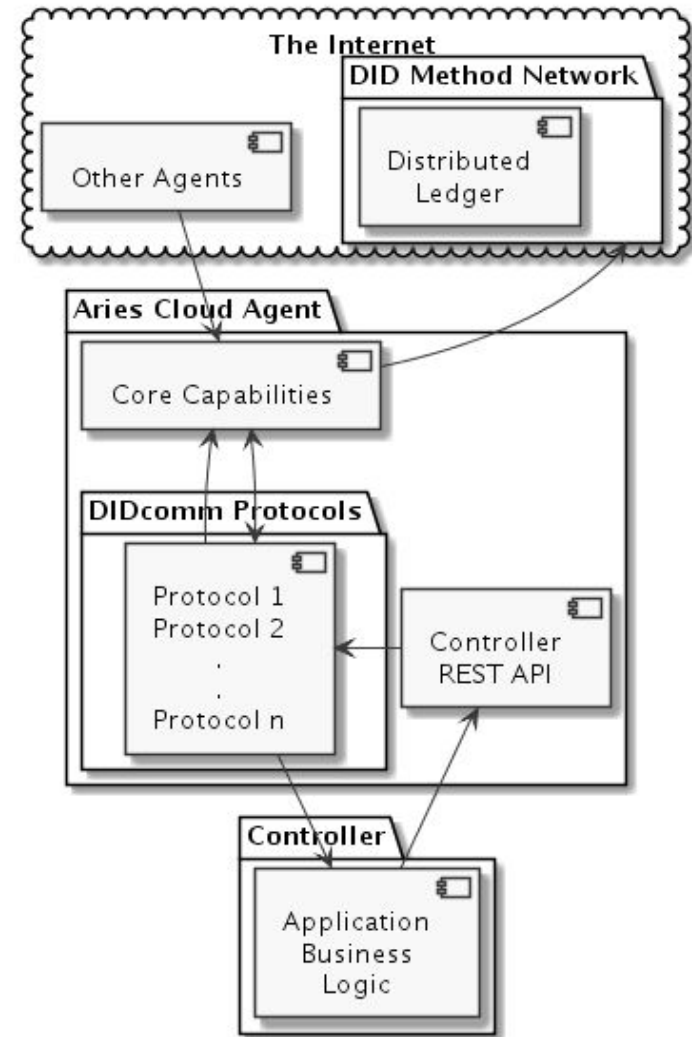 The Internet
DID Method Network
Other Agents
Distributed
Ledger
Aries Cloud Agent
Core Capabilities
DIDcomm Protocols
Protocol 1
Protocol 2
.
.
Protocol n
Controller
REST API
Controller
Application
Business
Logic